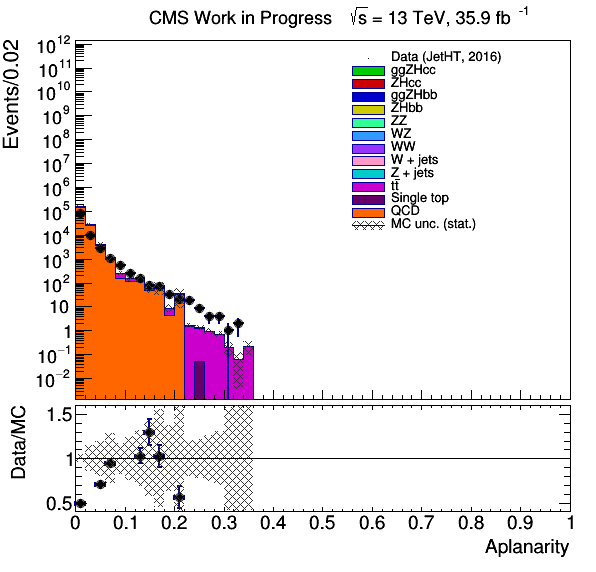 CMS Work in Progress √s = 13 TeV, 35.9 fb⁻¹
Events/0.02
10¹²
10¹¹
10¹⁰
10⁹
10⁸
10⁷
10⁶
10⁵
10⁴
10³
10²
10
1
10⁻¹
10⁻²
Data (JetHT, 2016)
ggZHcc
ZHcc
ggZHbb
ZHbb
ZZ
WZ
WW
W + jets
Z + jets
tt̄
Single top
QCD
MC unc. (stat.)
Data/MC
1.5
1
0.5
0 0.1 0.2 0.3 0.4 0.5 0.6 0.7 0.8 0.9 1
Aplanarity